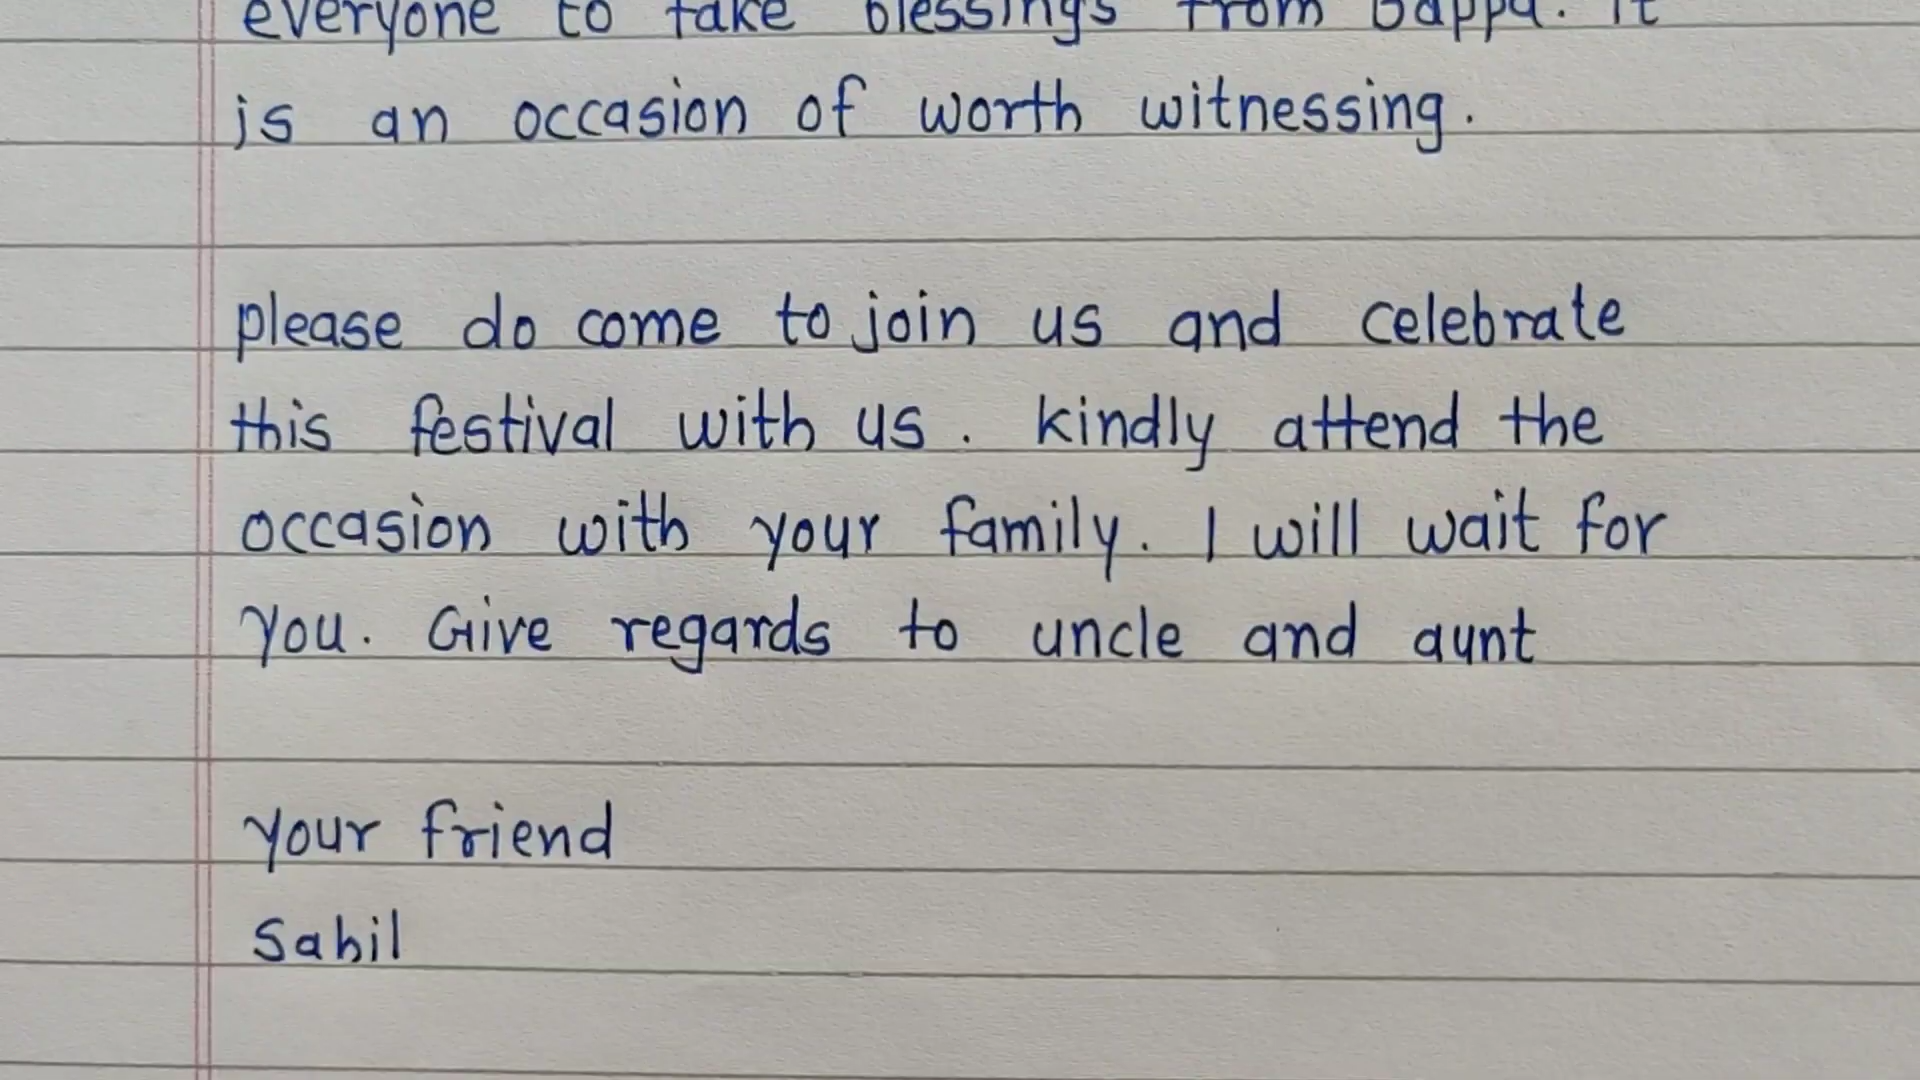 everyone to take blessings from Bappa. It
is an occasion of worth witnessing.
please do come to join us and celebrate
this festival with us. kindly attend the
occasion with your family. I will wait for
you. Give regards to uncle and aunt
your friend
Sahil